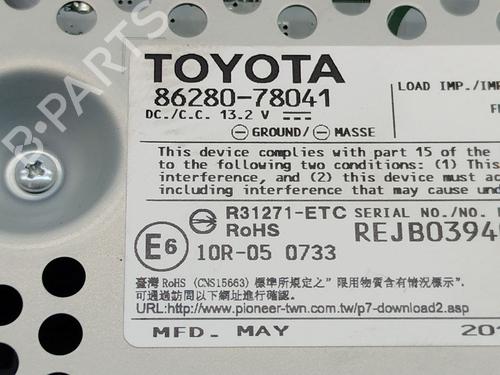 TOYOTA
86280-78041
DC./C.C. 13.2 V
LOAD IMP./IMP
GROUND/ MASSE
This device complies with part 15 of the
to the following two conditions: (1) This
interference, and (2) this device must ac
including interference that may cause und
R31271-ETC SERIAL NO./NO.
RoHS REJB0394
E6 10R-05 0733
臺灣 RoHS (CNS15663) 標準所規定之" 限用物質含有情況標示"
可通過訪問以下網址進行確認。
URL:http://www.pioneer-twn.com.tw/p7-download2.asp
MFD. MAY 201
B-PARTS